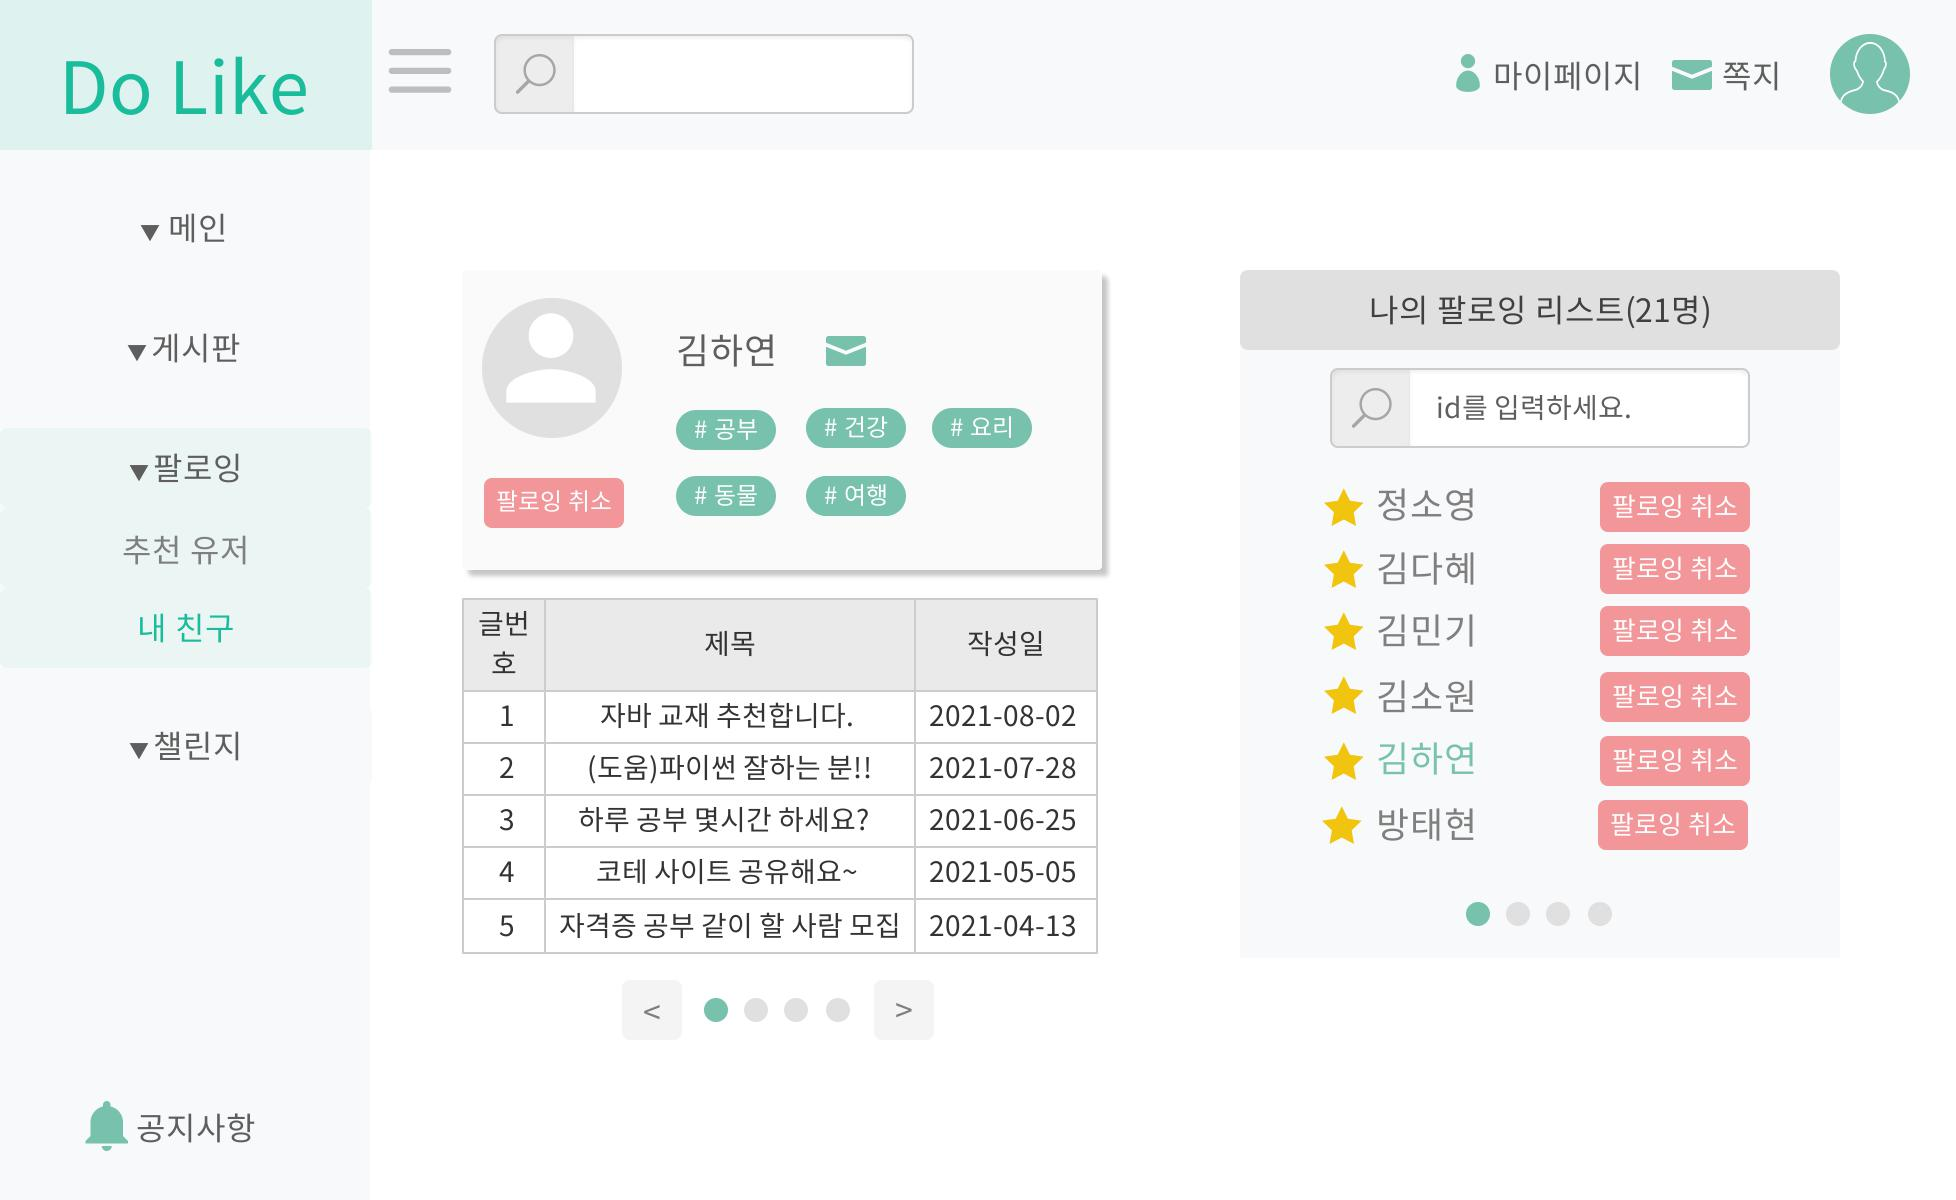 Do Like
마이페이지 쪽지
▼ 메인
▼ 게시판
▼ 팔로잉
추천 유저
내 친구
▼ 챌린지
공지사항
김하연
# 공부 # 건강 # 요리
# 동물 # 여행
팔로잉 취소
글번호 제목 작성일
1 자바 교재 추천합니다. 2021-08-02
2 (도움)파이썬 잘하는 분!! 2021-07-28
3 하루 공부 몇시간 하세요? 2021-06-25
4 코테 사이트 공유해요~ 2021-05-05
5 자격증 공부 같이 할 사람 모집 2021-04-13
< >
나의 팔로잉 리스트(21명)
id를 입력하세요.
정소영 팔로잉 취소
김다혜 팔로잉 취소
김민기 팔로잉 취소
김소원 팔로잉 취소
김하연 팔로잉 취소
방태현 팔로잉 취소